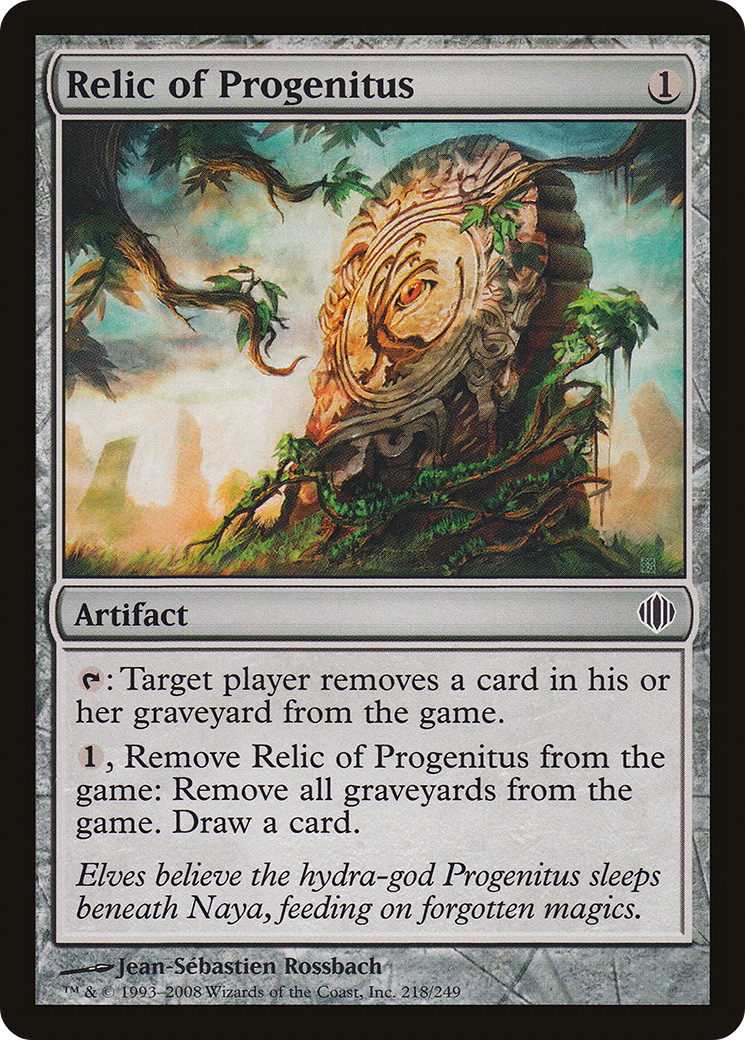 Relic of Progenitus 1
Artifact
: Target player removes a card in his or
her graveyard from the game.
1, Remove Relic of Progenitus from the
game: Remove all graveyards from the
game. Draw a card.
Elves believe the hydra-god Progenitus sleeps
beneath Naya, feeding on forgotten magics.
Jean-Sébastien Rossbach
™ & © 1993–2008 Wizards of the Coast, Inc. 218/249